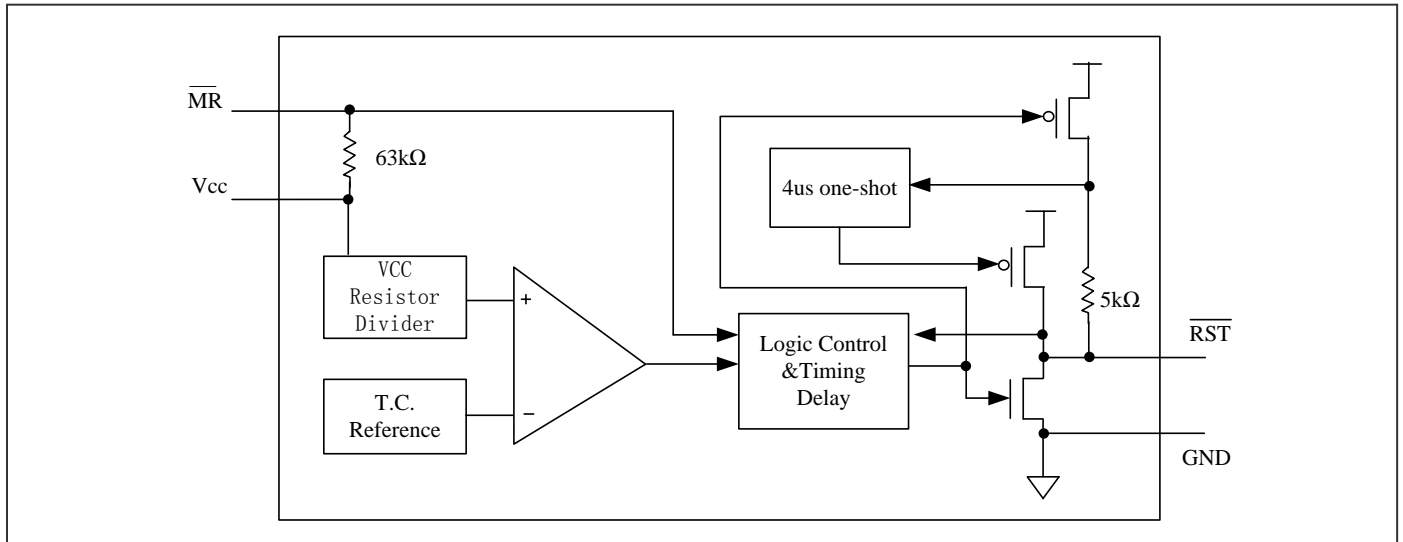 MR
63kΩ
Vcc
VCC
Resistor
Divider
T.C.
Reference
+
−
4us one-shot
Logic Control
&Timing
Delay
5kΩ
RST
GND